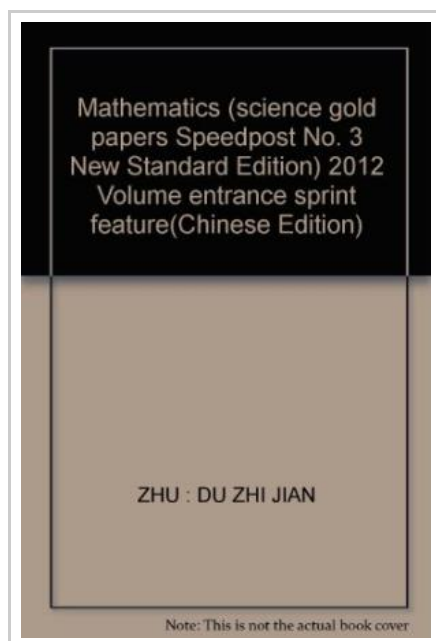 Mathematics (science gold
papers Speedpost No. 3
New Standard Edition) 2012
Volume entrance sprint
feature(Chinese Edition)
ZHU : DU ZHI JIAN
Note: This is not the actual book cover